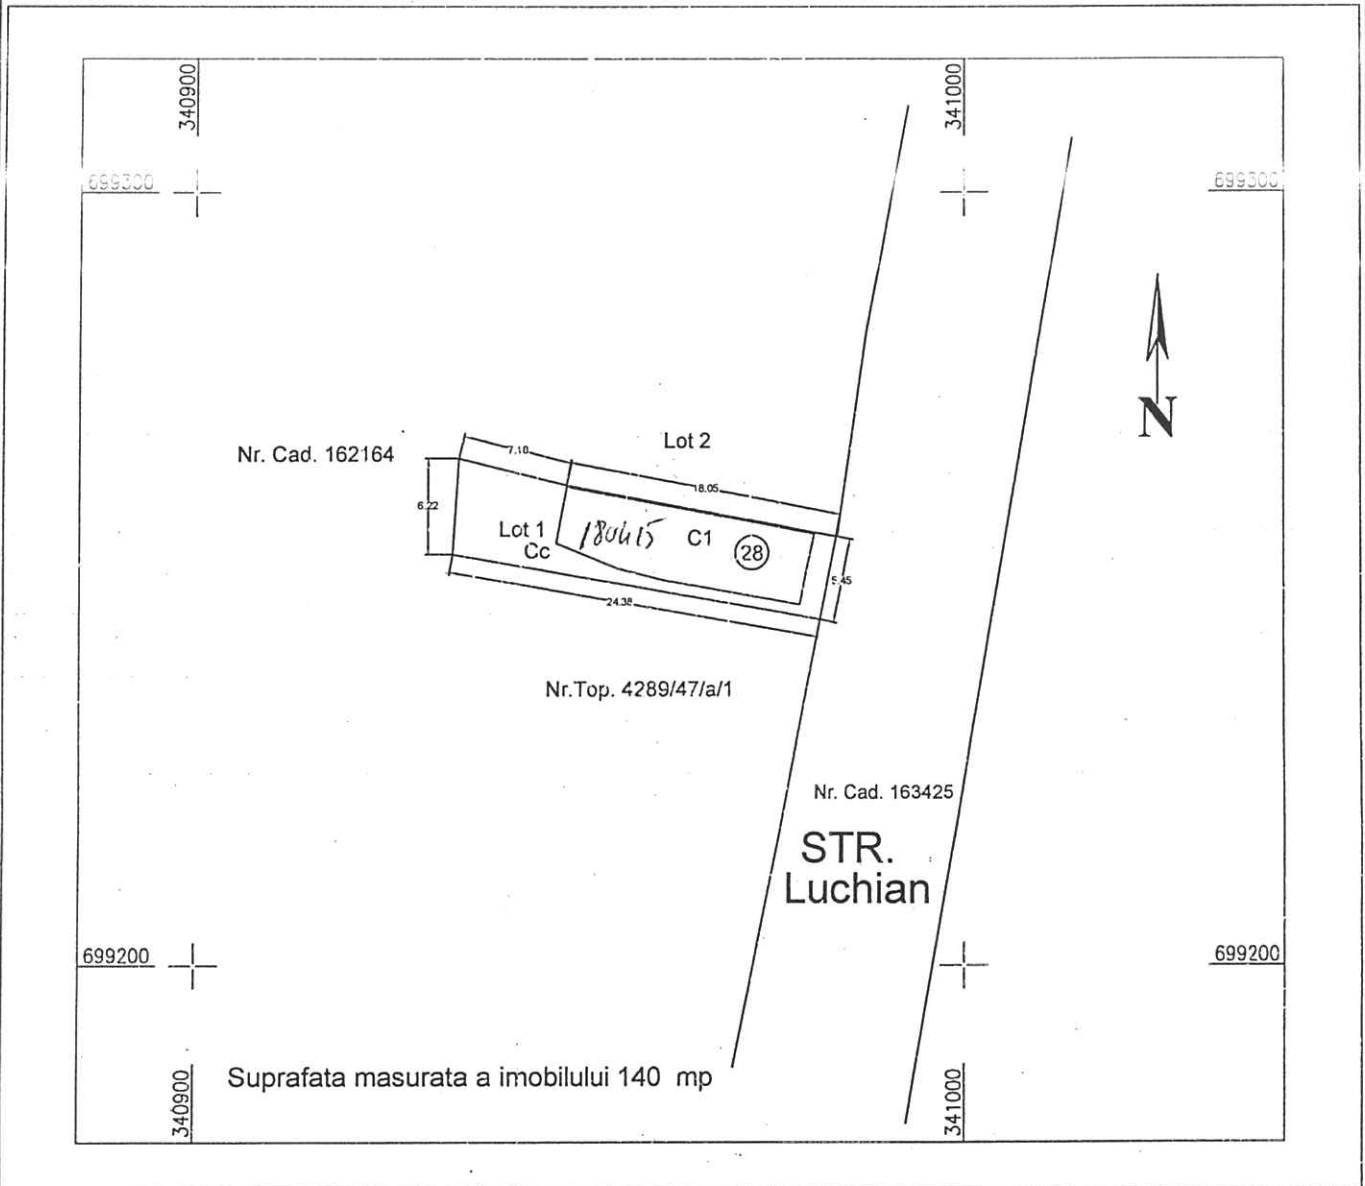 340900
341000
699300
699300
N
Lot 2
Nr. Cad. 162164
7.10
18.05
6.22
Lot 1
Cc
180415
C1
28
5.45
24.38
Nr.Top. 4289/47/a/1
Nr. Cad. 163425
STR.
Luchian
699200
699200
Suprafata masurata a imobilului 140 mp
340900
341000